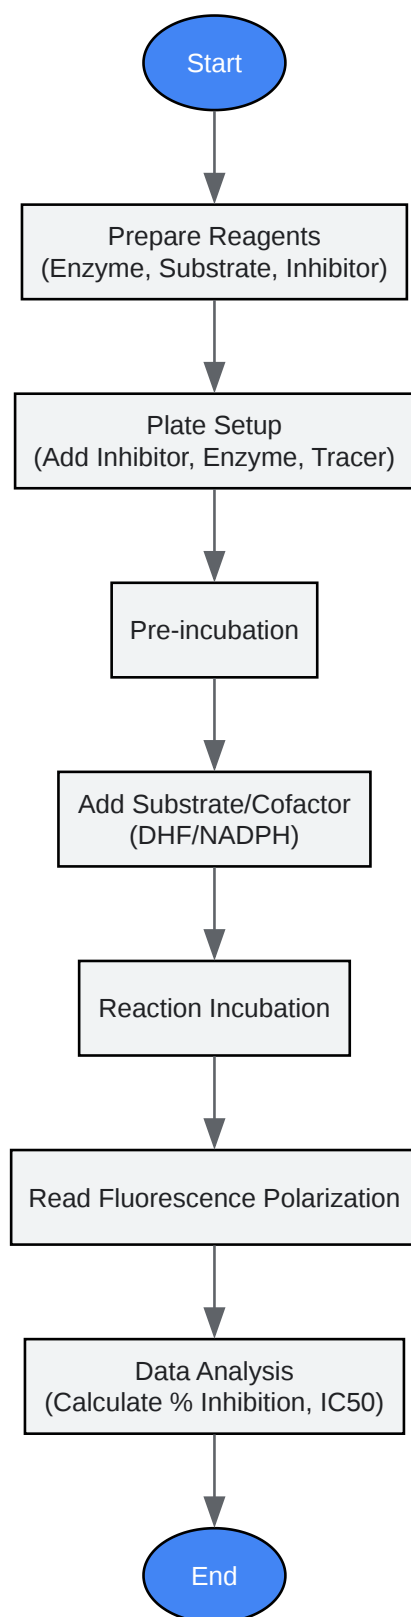 Start
Prepare Reagents
(Enzyme, Substrate, Inhibitor)
Plate Setup
(Add Inhibitor, Enzyme, Tracer)
Pre-incubation
Add Substrate/Cofactor
(DHF/NADPH)
Reaction Incubation
Read Fluorescence Polarization
Data Analysis
(Calculate % Inhibition, IC50)
End